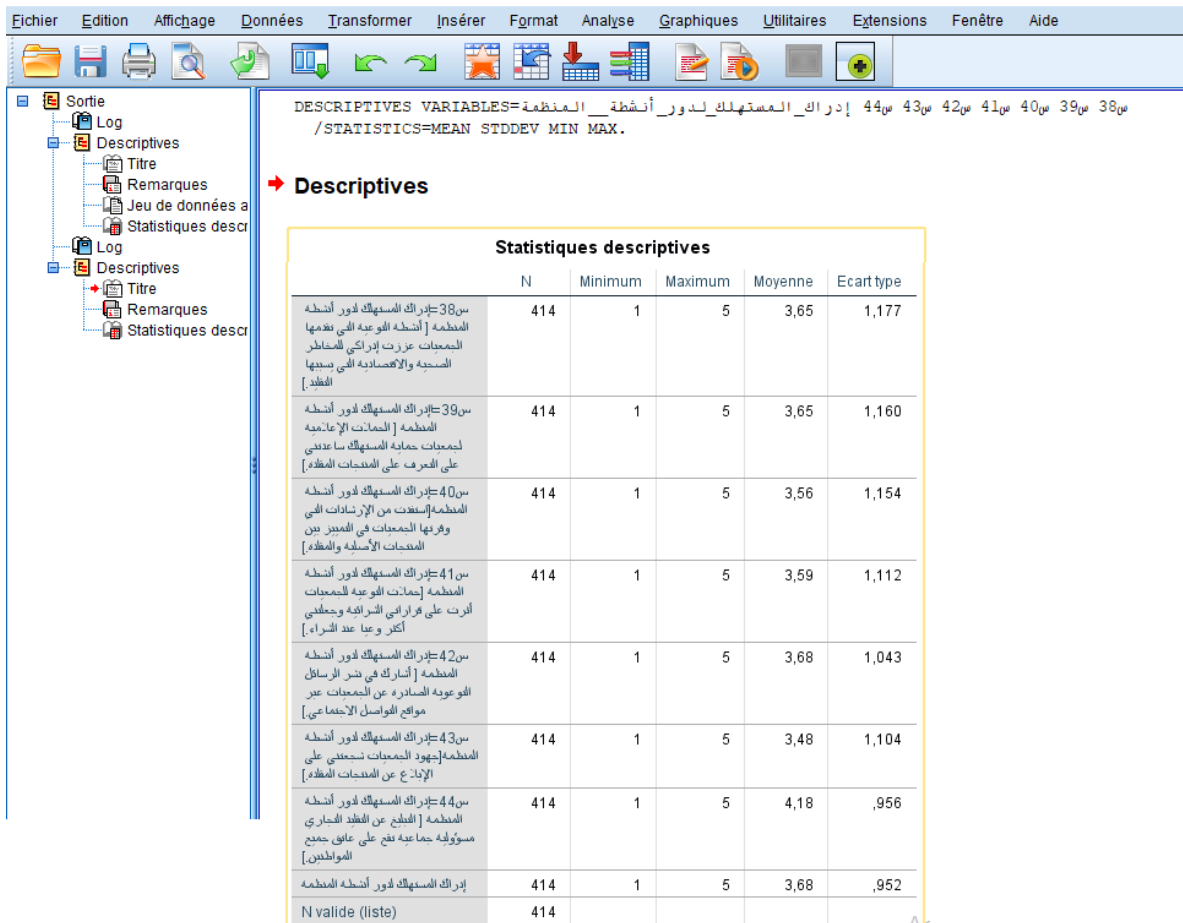 Fichier Edition Affichage Données Transformer Insérer Format Analyse Graphiques Utilitaires Extensions Fenêtre Aide
Sortie
Log
Descriptives
Titre
Remarques
Jeu de données a
Statistiques descr
Log
Descriptives
Titre
Remarques
Statistiques descr
DESCRIPTIVES VARIABLES=إدراك_المستهلك_لدور_أنشطة__المنظمة س44 س43 س42 س41 س40 س39 س38
/STATISTICS=MEAN STDDEV MIN MAX.
Descriptives
Statistiques descriptives
N Minimum Maximum Moyenne Ecart type
س38=إدراك المستهلك لدور أنشطة
المنظمة [ أنشطة التوعية التي تقدمها
الجمعيات عززت إدراكي للمخاطر
الصحية والاقتصادية التي يسببها
التقليد.]
414 1 5 3,65 1,177
س39=إدراك المستهلك لدور أنشطة
المنظمة [ الحملات الإعلامية
لجمعيات حماية المستهلك ساعدتني
على التعرف على المنتجات المقلدة.]
414 1 5 3,65 1,160
س40=إدراك المستهلك لدور أنشطة
المنظمة[استفدت من الإرشادات التي
وفرتها الجمعيات في التمييز بين
المنتجات الأصلية والمقلدة.]
414 1 5 3,56 1,154
س41=إدراك المستهلك لدور أنشطة
المنظمة [حملات التوعية للجمعيات
أثرت على قراراتي الشرائية وجعلتني
أكثر وعيا عند الشراء.]
414 1 5 3,59 1,112
س42=إدراك المستهلك لدور أنشطة
المنظمة [ أشارك في نشر الرسائل
التوعوية الصادرة عن الجمعيات عبر
مواقع التواصل الاجتماعي.]
414 1 5 3,68 1,043
س43=إدراك المستهلك لدور أنشطة
المنظمة[جهود الجمعيات شجعتني على
الإبلاغ عن المنتجات المقلدة.]
414 1 5 3,48 1,104
س44=إدراك المستهلك لدور أنشطة
المنظمة [ التبليغ عن التقليد التجاري
مسؤولية جماعية تقع على عاتق جميع
المواطنين.]
414 1 5 4,18 ,956
إدراك المستهلك لدور أنشطة المنظمة
414 1 5 3,68 ,952
N valide (liste) 414